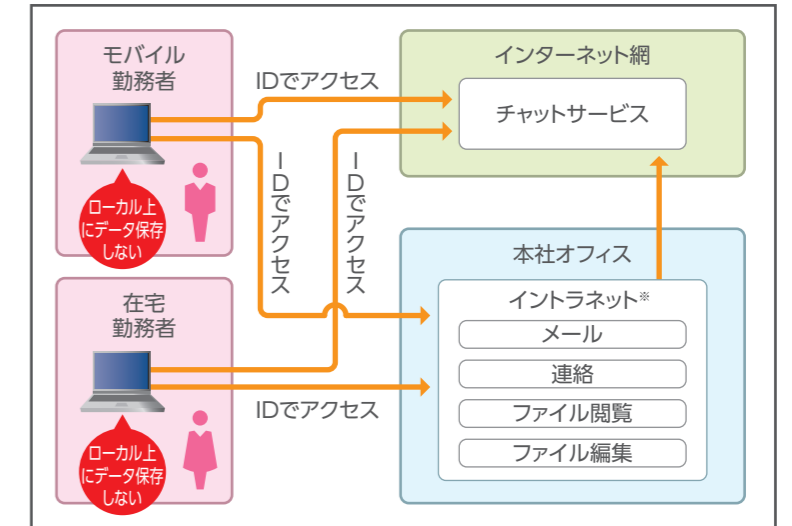 モバイル
勤務者
ローカル上
にデータ保存
しない
IDでアクセス
IDでアクセス
IDでアクセス
インターネット網
チャットサービス
在宅
勤務者
ローカル上
にデータ保存
しない
IDでアクセス
本社オフィス
イントラネット※
メール
連絡
ファイル閲覧
ファイル編集